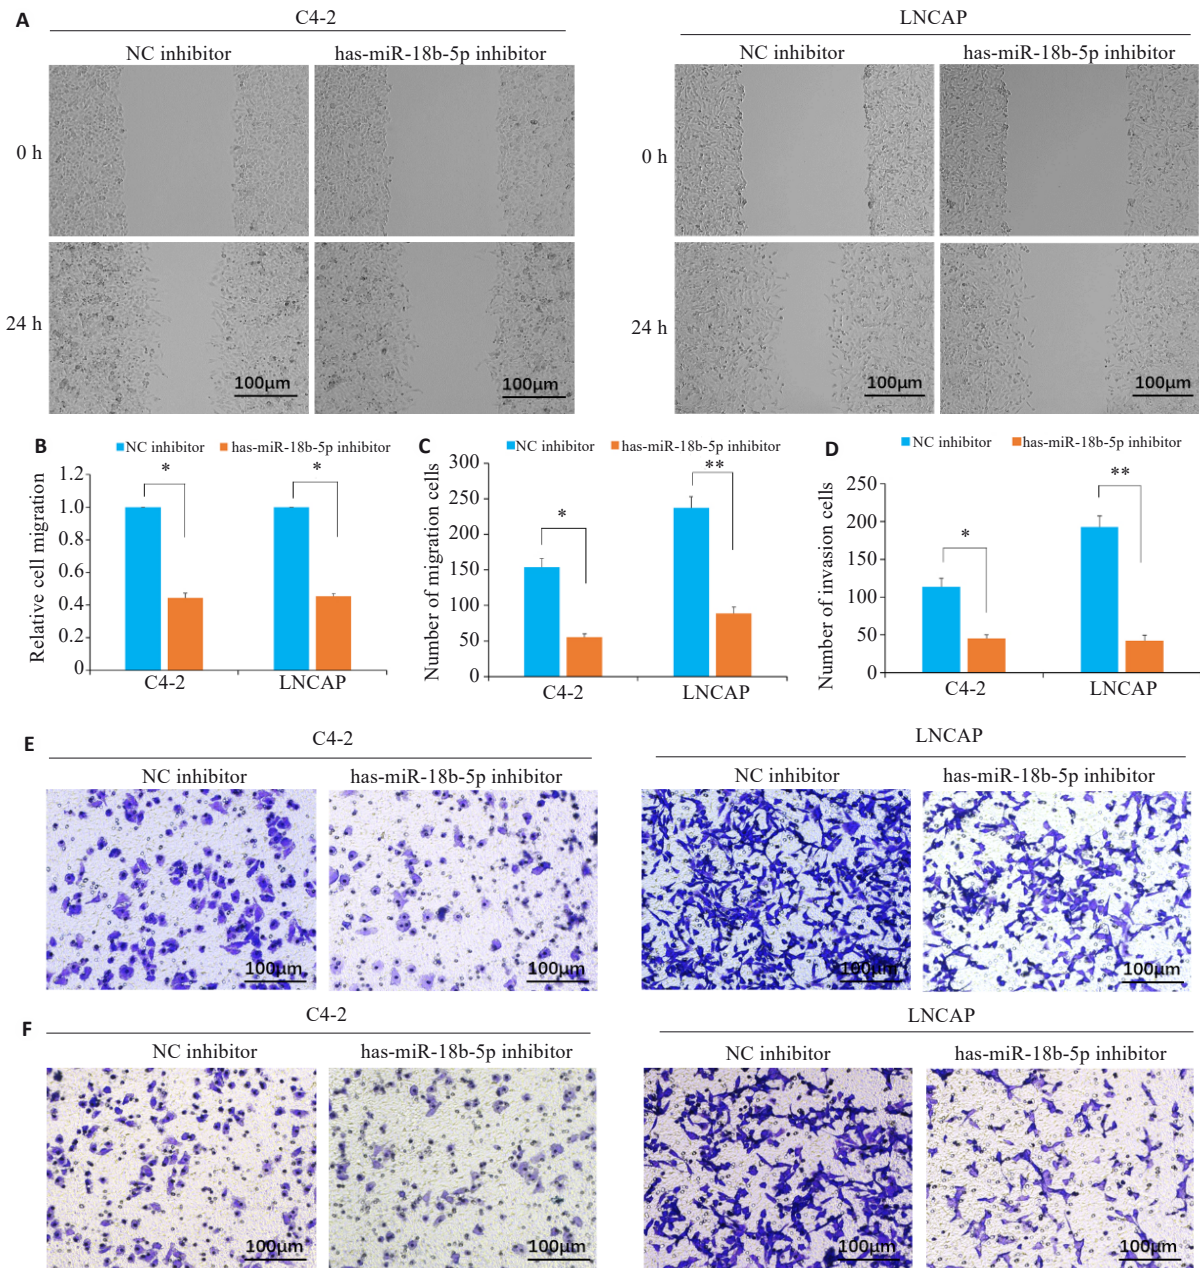 A
C4-2
LNCAP
NC inhibitor
has-miR-18b-5p inhibitor
NC inhibitor
has-miR-18b-5p inhibitor
0 h
0 h
24 h
24 h
100μm
100μm
100μm
100μm
B
NC inhibitor
has-miR-18b-5p inhibitor
Relative cell migration
1.2
1.0
0.8
0.6
0.4
0.2
0
*
*
C4-2
LNCAP
C
NC inhibitor
has-miR-18b-5p inhibitor
Number of migration cells
300
250
200
150
100
50
0
*
**
C4-2
LNCAP
D
NC inhibitor
has-miR-18b-5p inhibitor
Number of invasion cells
250
200
150
100
50
0
*
**
C4-2
LNCAP
E
C4-2
LNCAP
NC inhibitor
has-miR-18b-5p inhibitor
NC inhibitor
has-miR-18b-5p inhibitor
100μm
100μm
100μm
100μm
F
C4-2
LNCAP
NC inhibitor
has-miR-18b-5p inhibitor
NC inhibitor
has-miR-18b-5p inhibitor
100μm
100μm
100μm
100μm